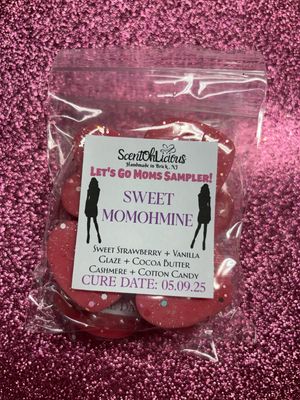 ScentOhLicious
Handmade in Brick, NJ
Let's Go Moms Sampler!
SWEET
MOMOHMINE
Sweet Strawberry + Vanilla
Glaze + Cocoa Butter
Cashmere + Cotton Candy
CURE DATE: 05.09.25